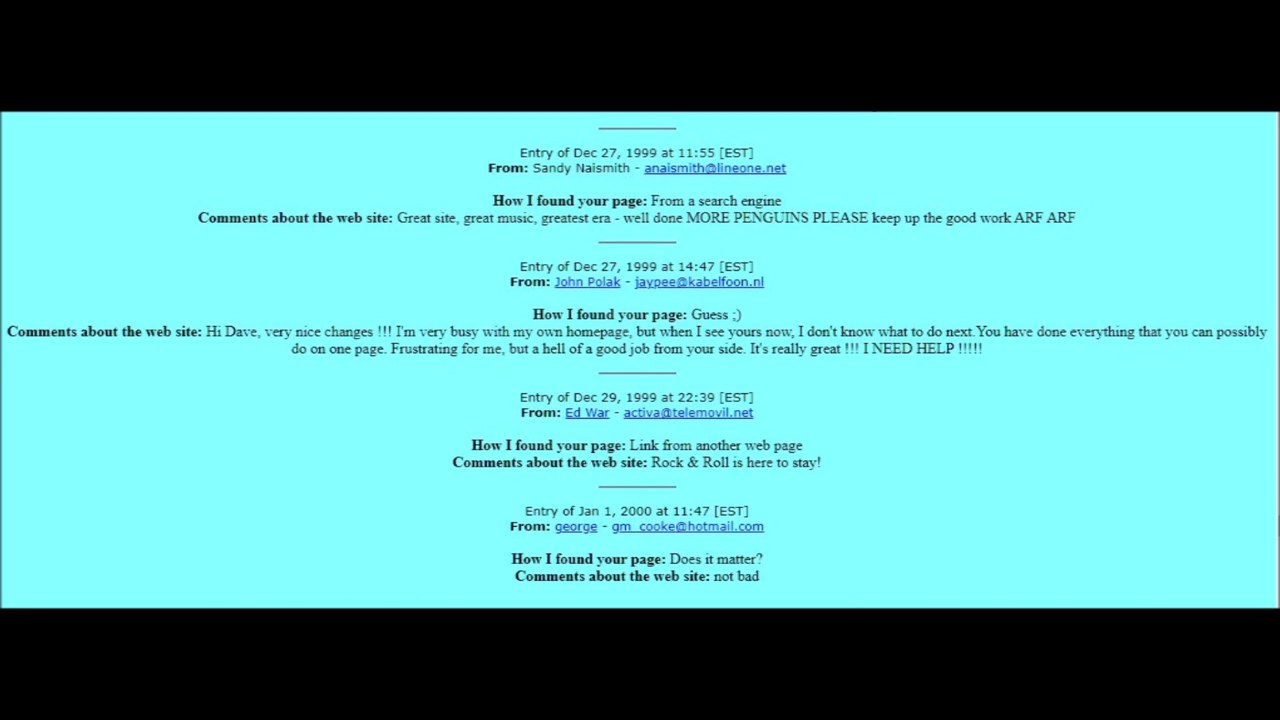 Entry of Dec 27, 1999 at 11:55 [EST]
From: Sandy Naismith - anaismith@lineone.net
How I found your page: From a search engine
Comments about the web site: Great site, great music, greatest era - well done MORE PENGUINS PLEASE keep up the good work ARF ARF
Entry of Dec 27, 1999 at 14:47 [EST]
From: John Polak - jaypee@kabelfoon.nl
How I found your page: Guess ;)
Comments about the web site: Hi Dave, very nice changes !!! I'm very busy with my own homepage, but when I see yours now, I don't know what to do next.You have done everything that you can possibly
do on one page. Frustrating for me, but a hell of a good job from your side. It's really great !!! I NEED HELP !!!!!
Entry of Dec 29, 1999 at 22:39 [EST]
From: Ed War - activa@telemovil.net
How I found your page: Link from another web page
Comments about the web site: Rock & Roll is here to stay!
Entry of Jan 1, 2000 at 11:47 [EST]
From: george - gm_cooke@hotmail.com
How I found your page: Does it matter?
Comments about the web site: not bad